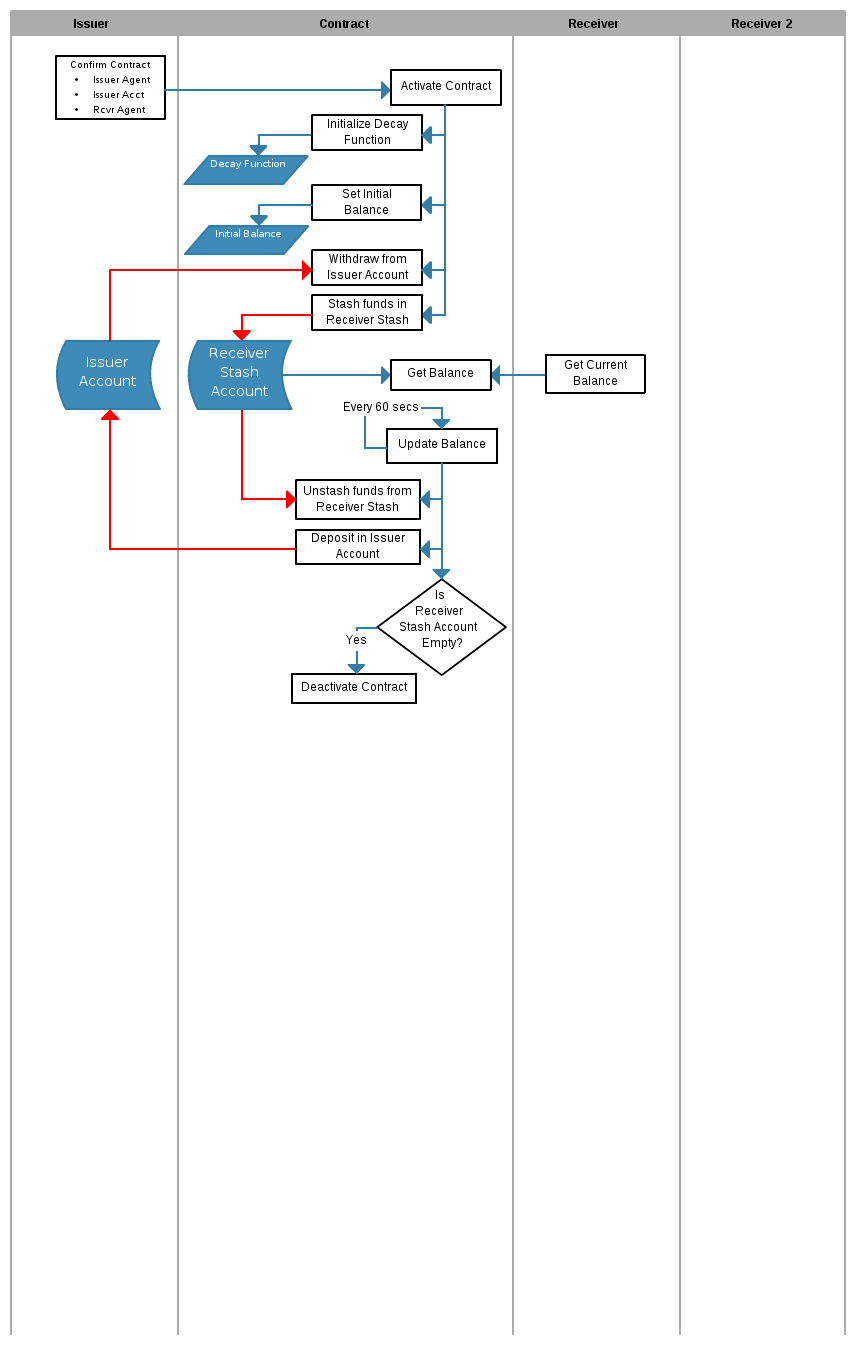 Issuer
Contract
Receiver
Receiver 2
Confirm Contract
• Issuer Agent
• Issuer Acct
• Rcvr Agent
Activate Contract
Initialize Decay
Function
Decay Function
Set Initial
Balance
Initial Balance
Withdraw from
Issuer Account
Stash funds in
Receiver Stash
Issuer
Account
Receiver
Stash
Account
Get Balance
Get Current
Balance
Every 60 secs
Update Balance
Unstash funds from
Receiver Stash
Deposit in Issuer
Account
Is
Receiver
Stash Account
Empty?
Yes
Deactivate Contract